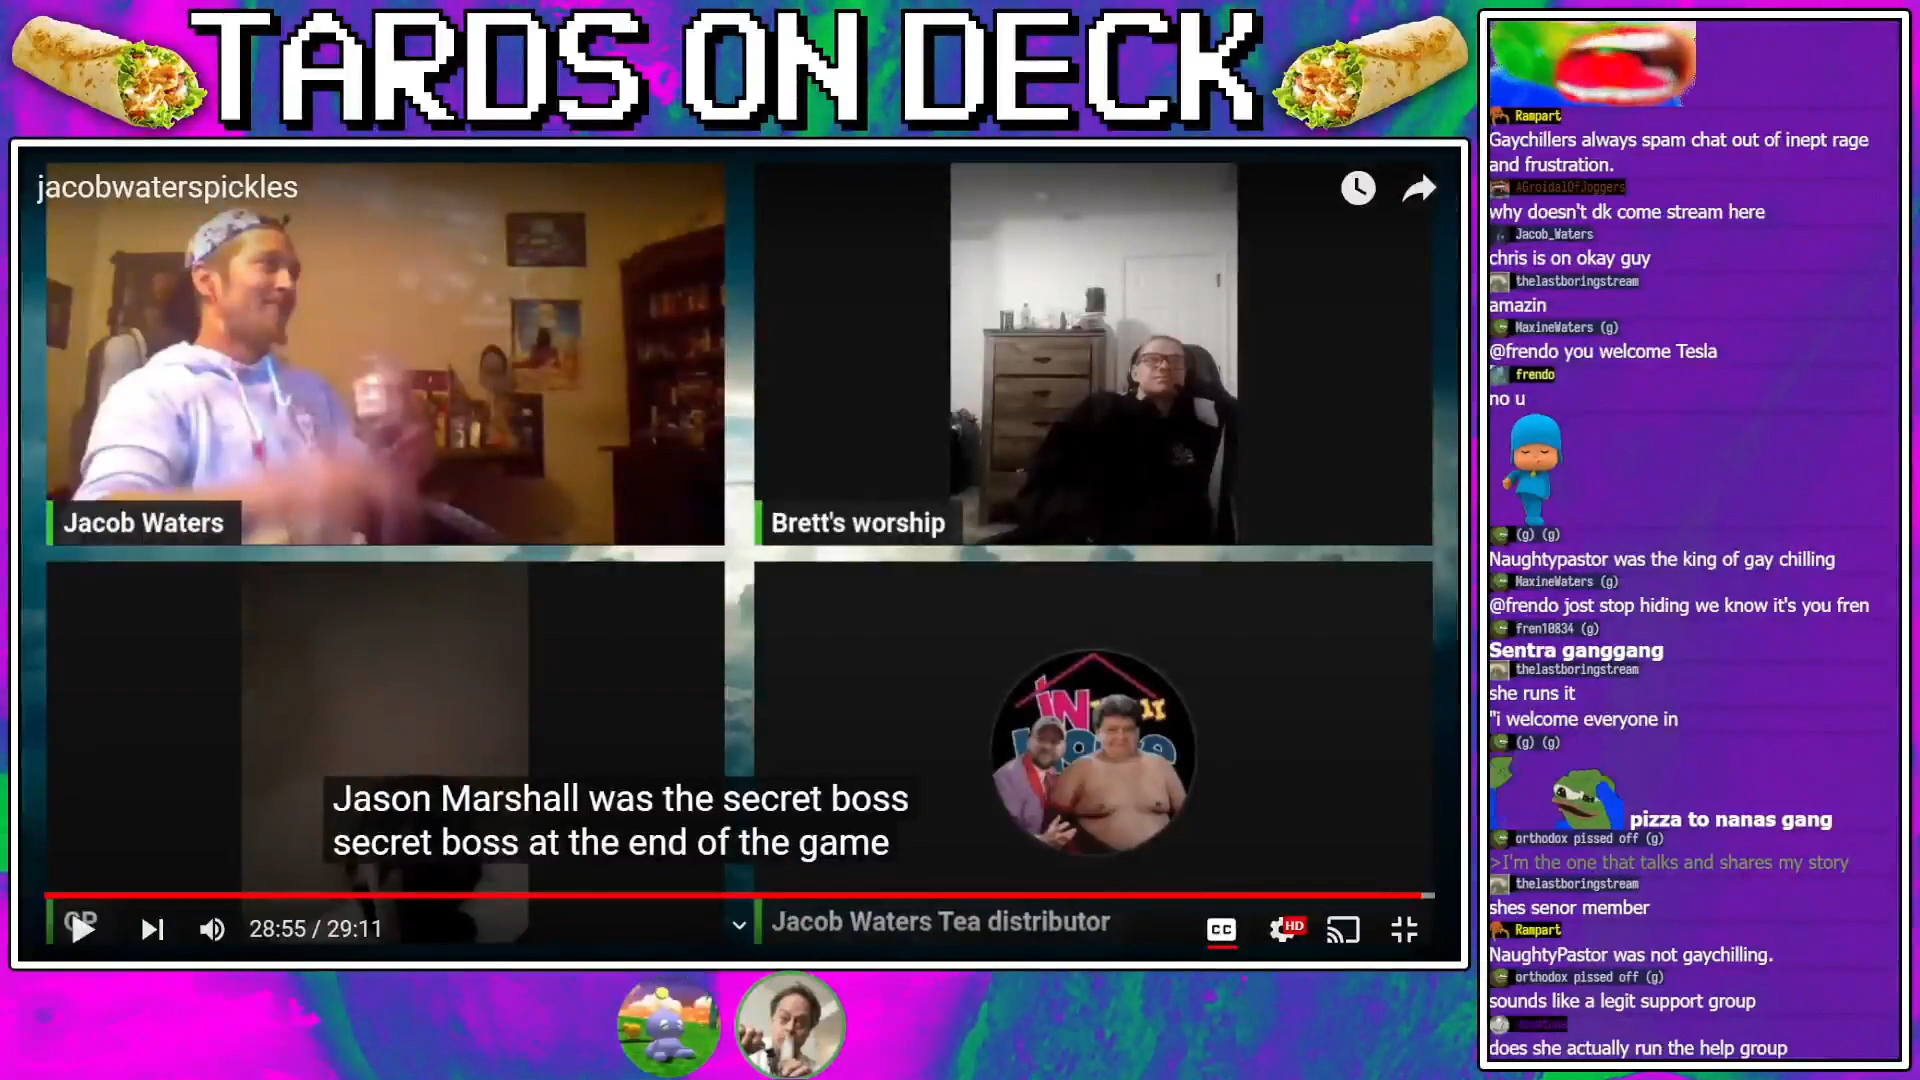 TARDS ON DECK
jacobwaterspickles
Jacob Waters
Brett's worship
IN
Jason Marshall was the secret boss
secret boss at the end of the game
28:55 / 29:11
Jacob Waters Tea distributor
CC
HD
Rampart
Gaychillers always spam chat out of inept rage
and frustration.
AGroidalOfJoggers
why doesn't dk come stream here
Jacob_Waters
chris is on okay guy
thelastboringstream
amazin
MaxineWaters (g)
@frendo you welcome Tesla
frendo
no u
(g) (g)
Naughtypastor was the king of gay chilling
MaxineWaters (g)
@frendo jost stop hiding we know it's you fren
fren10834 (g)
Sentra ganggang
thelastboringstream
she runs it
"i welcome everyone in
(g) (g)
pizza to nanas gang
orthodox pissed off (g)
>I'm the one that talks and shares my story
thelastboringstream
shes senor member
Rampart
NaughtyPastor was not gaychilling.
orthodox pissed off (g)
sounds like a legit support group
does she actually run the help group